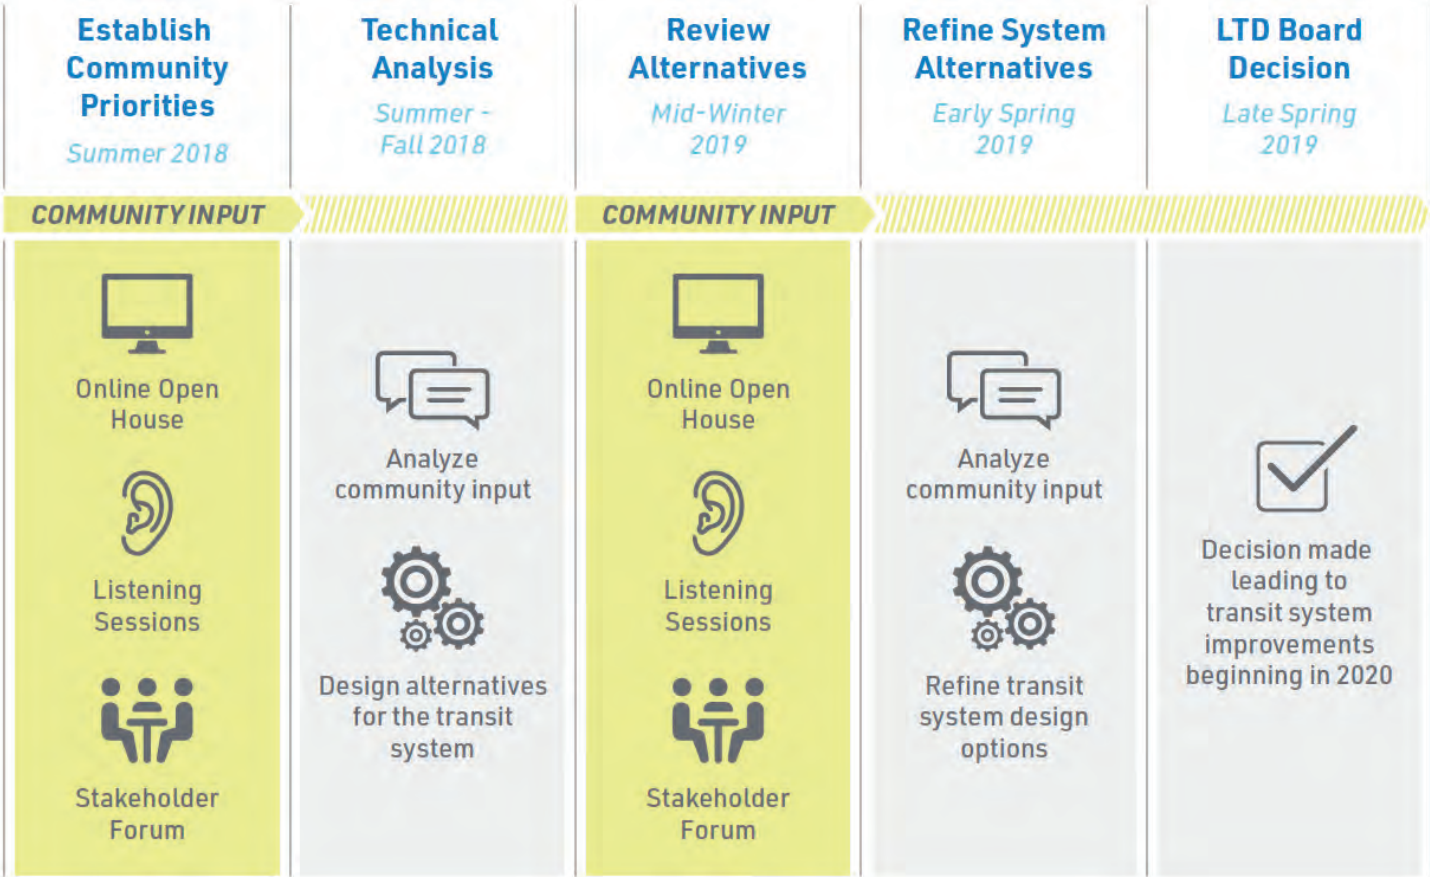 Establish
Community
Priorities
Summer 2018
Technical
Analysis
Summer -
Fall 2018
Review
Alternatives
Mid-Winter
2019
Refine System
Alternatives
Early Spring
2019
LTD Board
Decision
Late Spring
2019
COMMUNITY INPUT
COMMUNITY INPUT
Online Open
House
Listening
Sessions
Stakeholder
Forum
Analyze
community input
Design alternatives
for the transit
system
Online Open
House
Listening
Sessions
Stakeholder
Forum
Analyze
community input
Refine transit
system design
options
Decision made
leading to
transit system
improvements
beginning in 2020